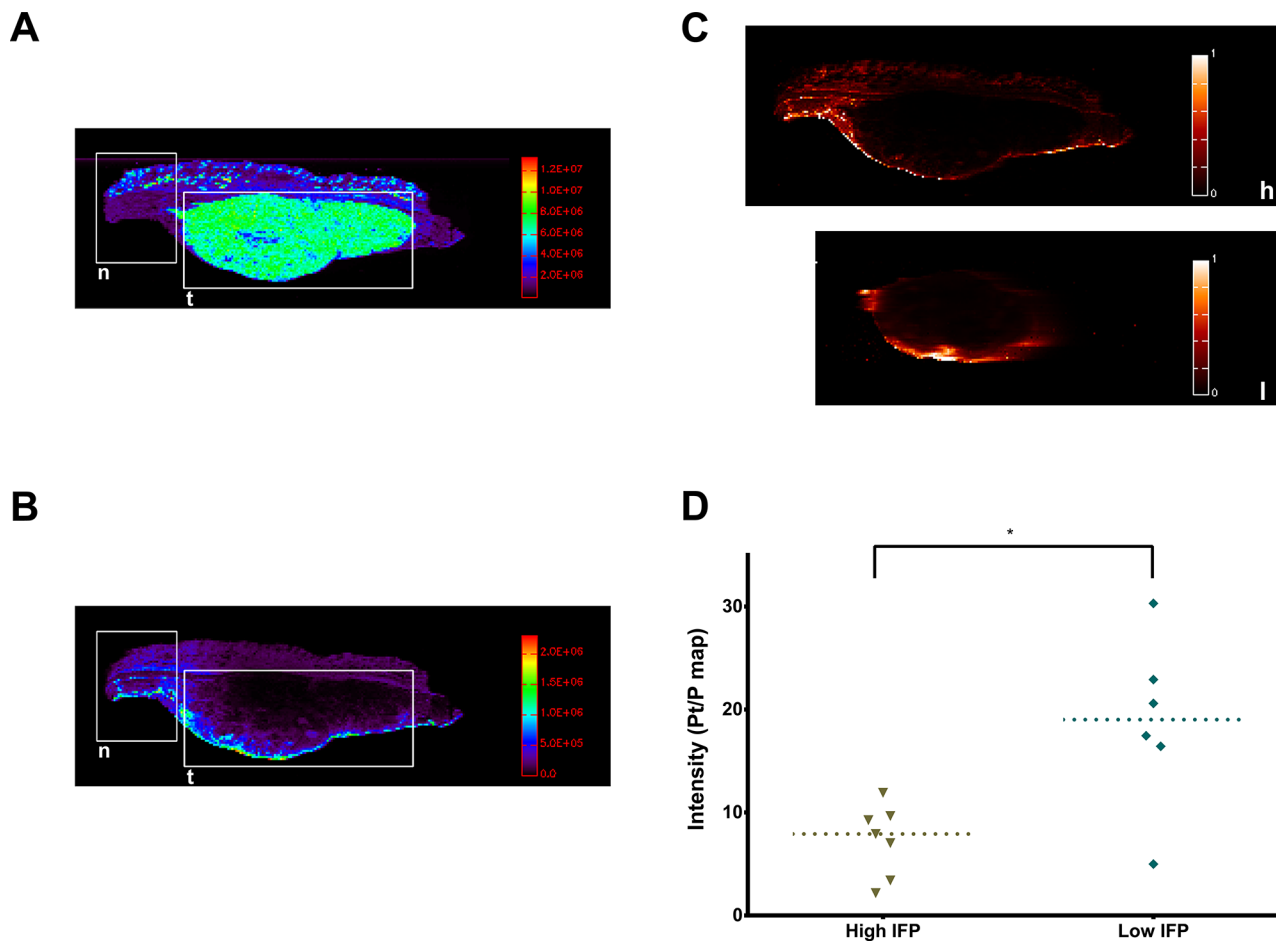 A
1.2E+07
1.0E+07
8.0E+06
6.0E+06
4.0E+06
2.0E+06
n
t
B
2.0E+06
1.5E+06
1.0E+06
5.0E+05
0.0
n
t
C
1
0
h
1
0
l
D
*
Intensity (Pt/P map)
30
20
10
0
High IFP
Low IFP